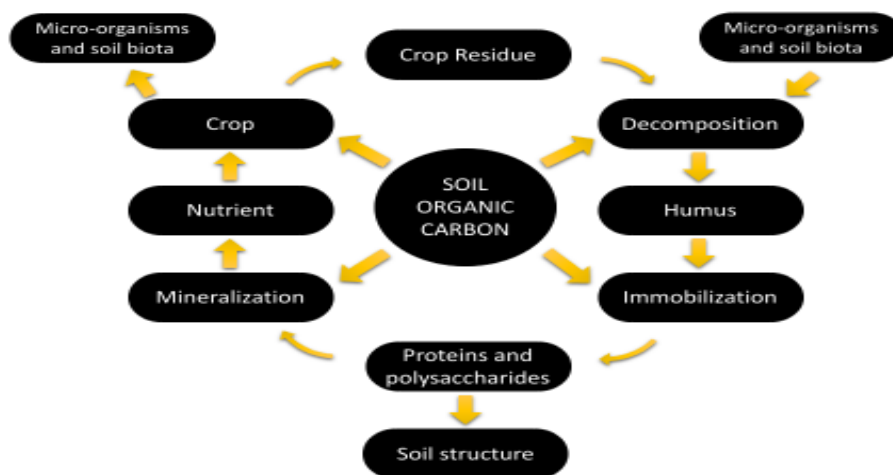 Micro-organisms
and soil biota
Crop Residue
Micro-organisms
and soil biota
Crop
Decomposition
SOIL
ORGANIC
CARBON
Nutrient
Humus
Mineralization
Immobilization
Proteins and
polysaccharides
Soil structure